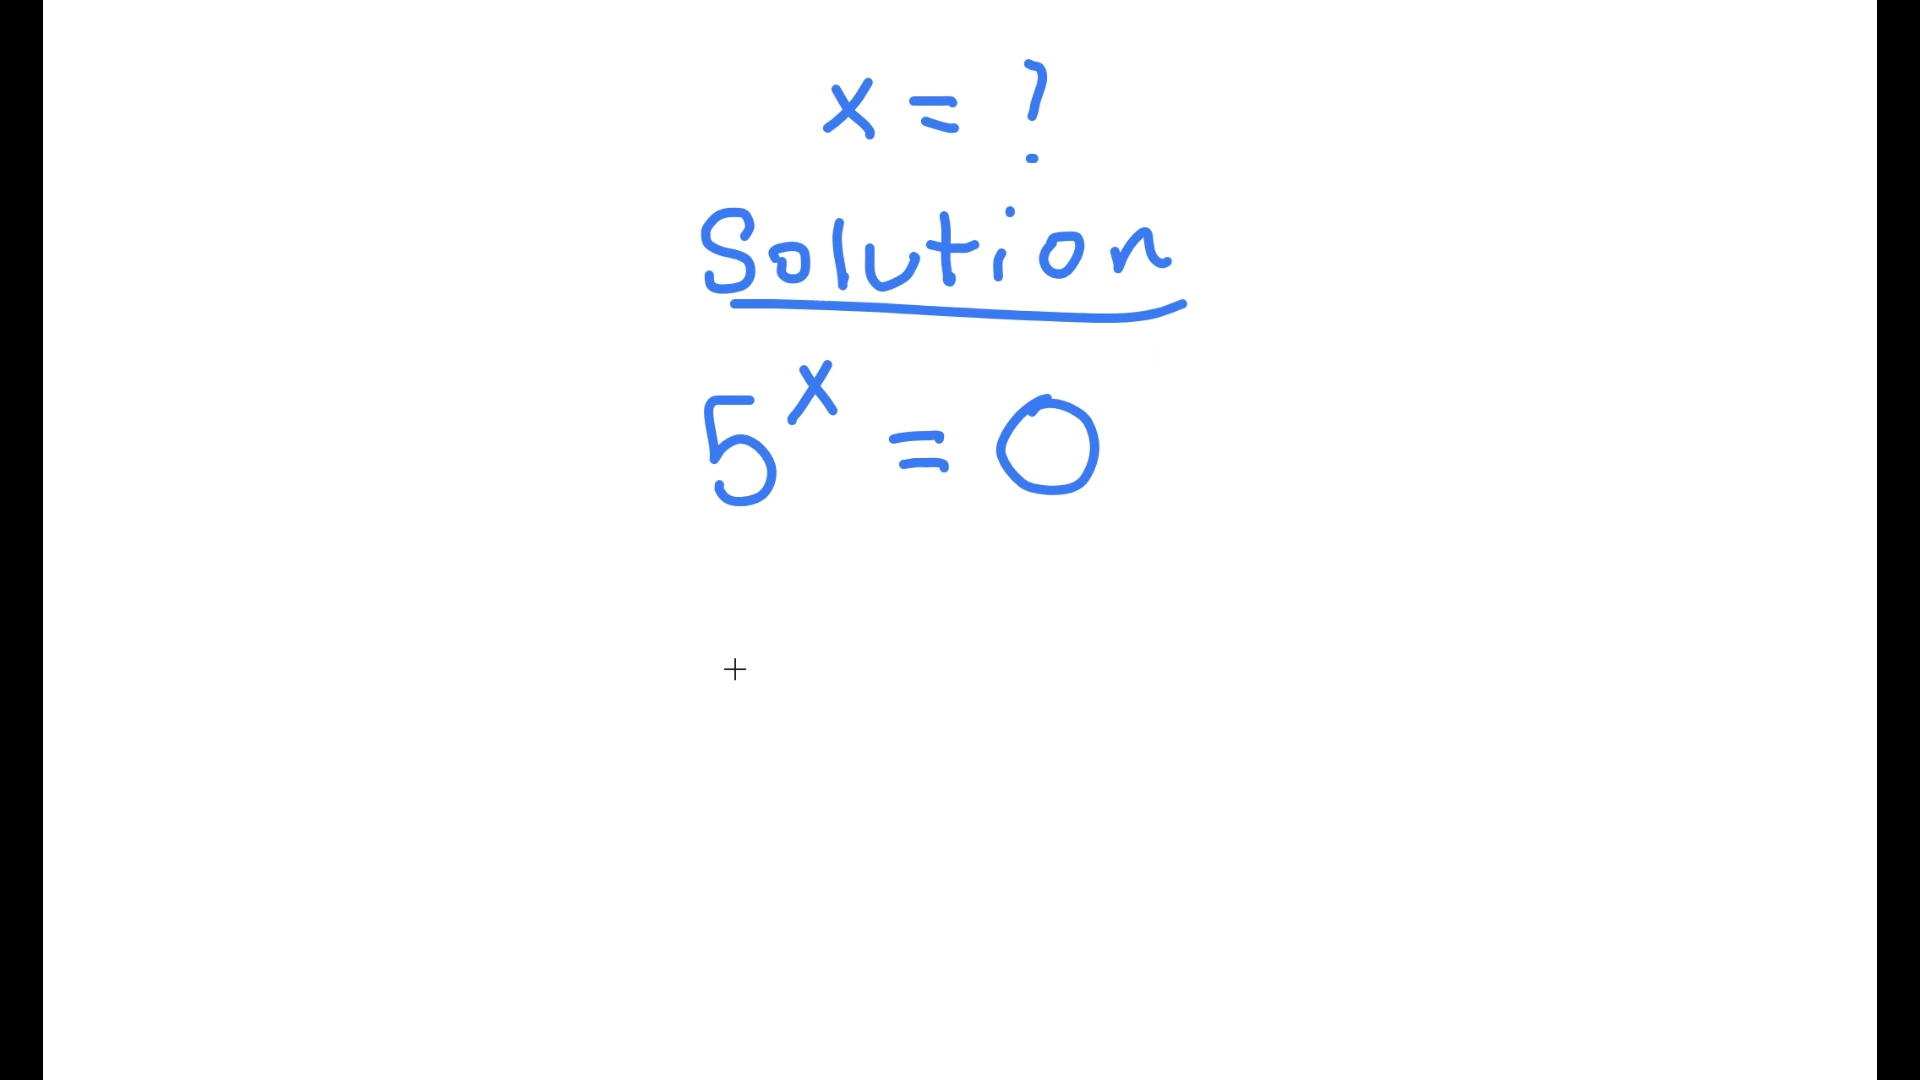 x = ?
Solution
5^x = 0